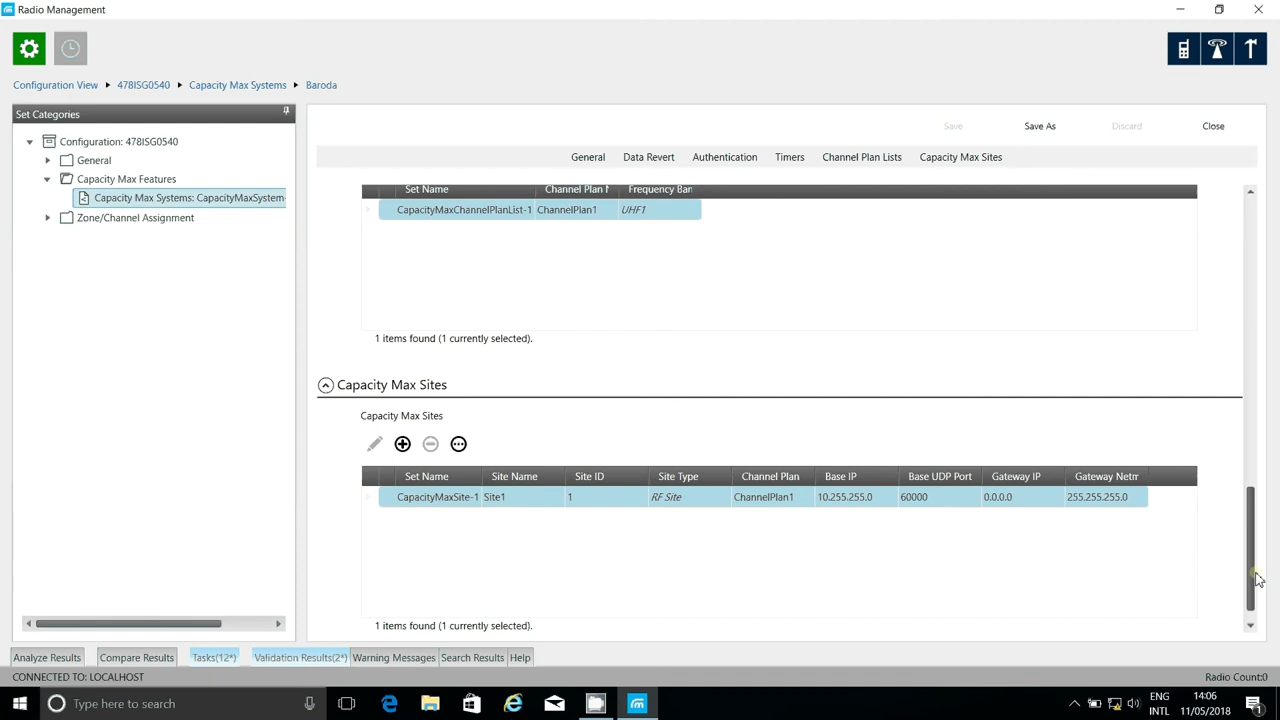 Radio Management
Configuration View 478ISG0540 Capacity Max Systems Baroda
Set Categories
Configuration: 478ISG0540
General
Capacity Max Features
Capacity Max Systems: CapacityMaxSystem-
Zone/Channel Assignment
Save Save As Discard Close
General Data Revert Authentication Timers Channel Plan Lists Capacity Max Sites
Set Name Channel Plan N Frequency Ban
CapacityMaxChannelPlanList-1 ChannelPlan1 UHF1
1 items found (1 currently selected).
Capacity Max Sites
Capacity Max Sites
Set Name Site Name Site ID Site Type Channel Plan Base IP Base UDP Port Gateway IP Gateway Netm
CapacityMaxSite-1 Site1 1 RF Site ChannelPlan1 10.255.255.0 60000 0.0.0.0 255.255.255.0
1 items found (1 currently selected).
Analyze Results Compare Results Tasks(12*) Validation Results(2*) Warning Messages Search Results Help
CONNECTED TO: LOCALHOST Radio Count:0
Type here to search
ENG 14:06
INTL 11/05/2018 1